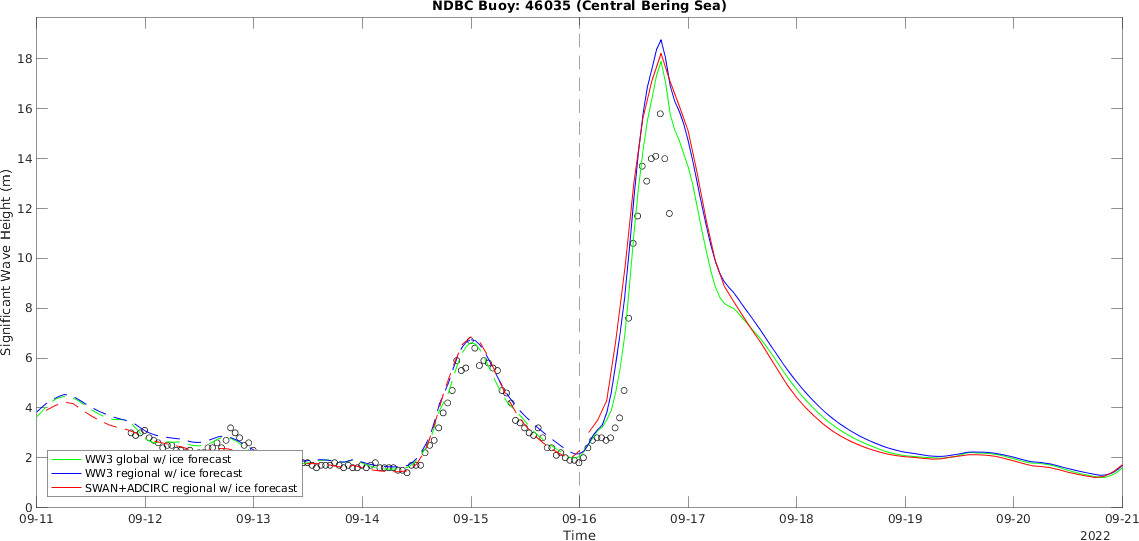 NDBC Buoy: 46035 (Central Bering Sea)
Significant Wave Height (m)
18
16
14
12
10
8
6
4
2
0
WW3 global w/ ice forecast
WW3 regional w/ ice forecast
SWAN+ADCIRC regional w/ ice forecast
09-11 09-12 09-13 09-14 09-15 09-16 09-17 09-18 09-19 09-20 09-21
Time
2022